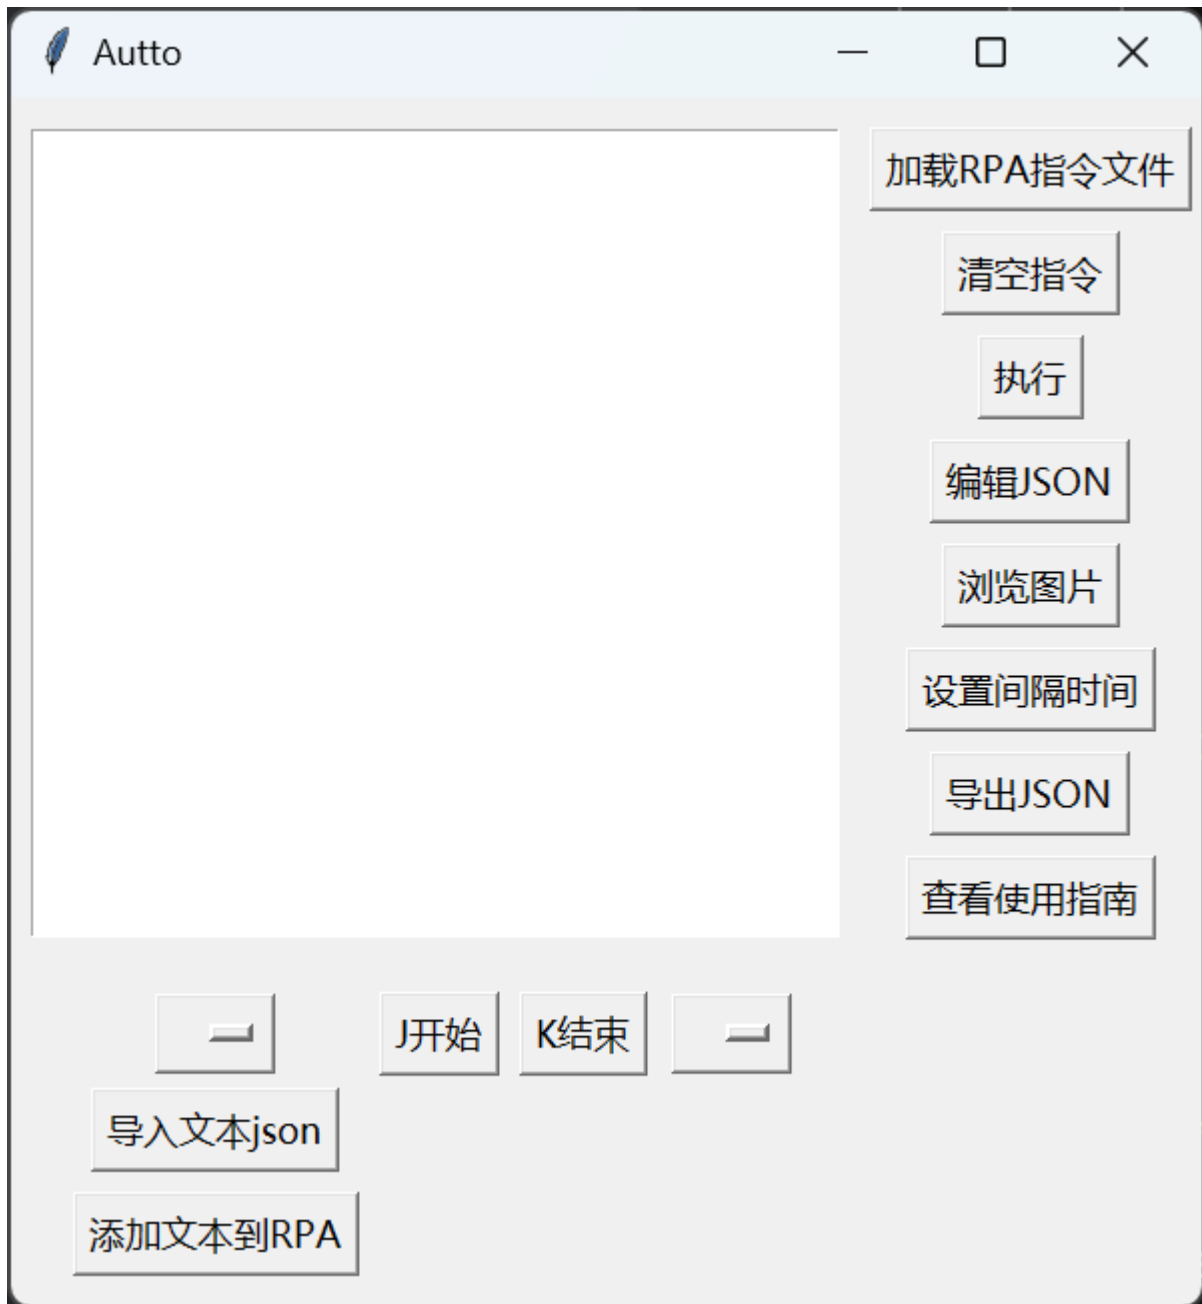 Autto
加载RPA指令文件
清空指令
执行
编辑JSON
浏览图片
设置间隔时间
导出JSON
查看使用指南
J开始 K结束
导入文本json
添加文本到RPA